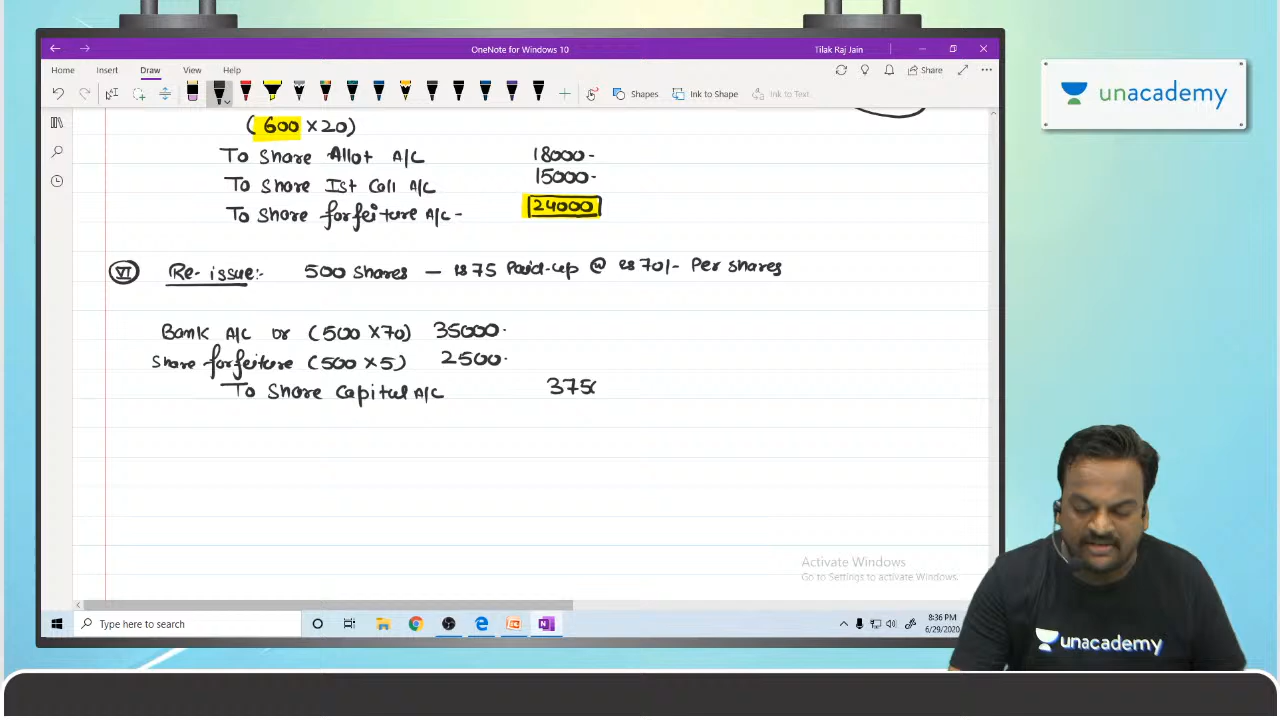 OneNote for Windows 10
Tilak Raj Jain
Home Insert Draw View Help
Share
Shapes
Ink to Shape
Ink to Text
unacademy
(600 × 20)
To Share Allot A/C 18000-
To Share Ist Call A/C 15000-
To Share forfeiture A/C- 24000
VI Re-issue:- 500 Shares — Rs 75 Paid-up @ Rs 70/- Per Shares
Bank A/C Dr (500 × 70) 35000-
Share forfeiture (500 × 5) 2500-
To Share Capital A/C 3750
Activate Windows
Go to Settings to activate Windows.
Type here to search
8:36 PM
6/29/2020
unacademy